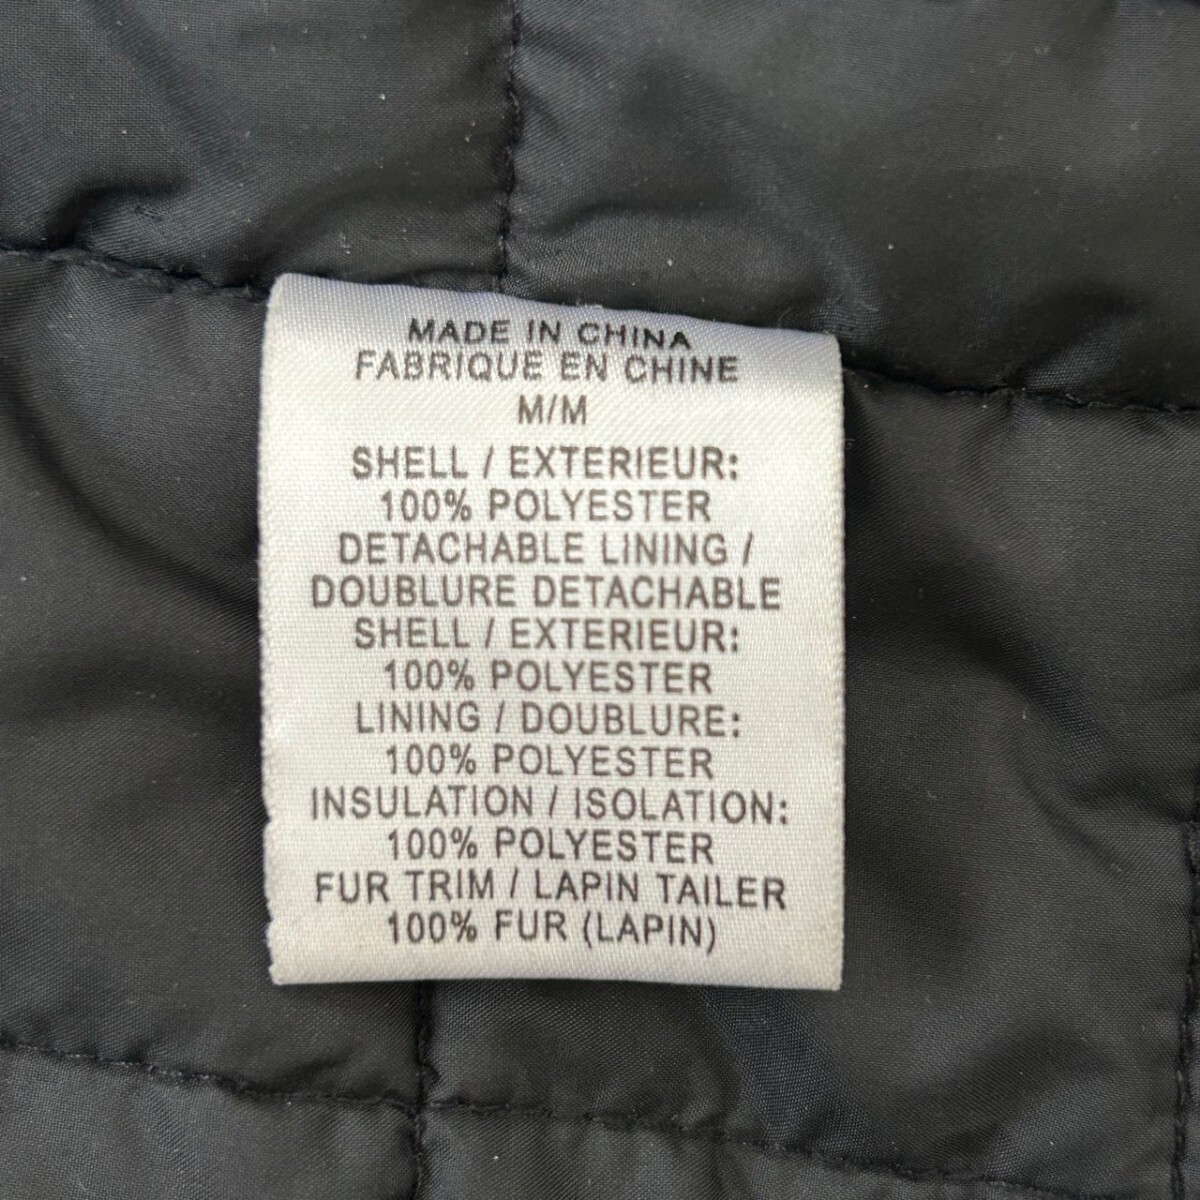 MADE IN CHINA
FABRIQUE EN CHINE
M/M
SHELL / EXTERIEUR:
100% POLYESTER
DETACHABLE LINING /
DOUBLURE DETACHABLE
SHELL / EXTERIEUR:
100% POLYESTER
LINING / DOUBLURE:
100% POLYESTER
INSULATION / ISOLATION:
100% POLYESTER
FUR TRIM / LAPIN TAILER
100% FUR (LAPIN)